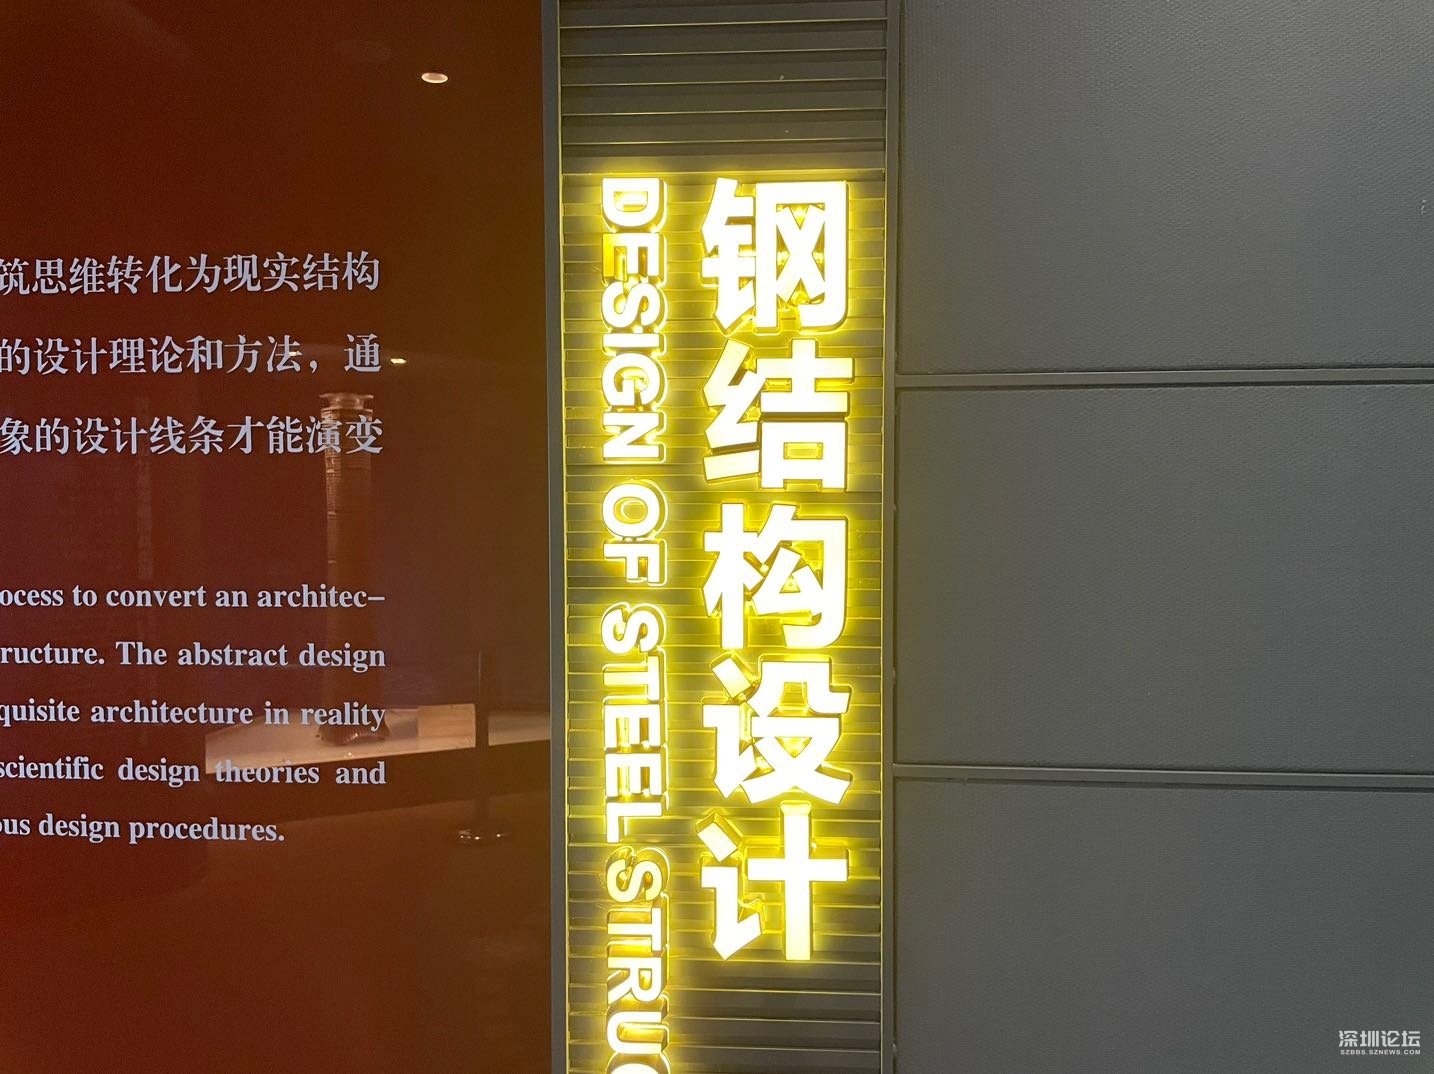 筑思维转化为现实结构
的设计理论和方法，通
象的设计线条才能演变
ocess to convert an architec-
ructure. The abstract design
quisite architecture in reality
scientific design theories and
ous design procedures.
钢结构设计
DESIGN OF STEEL STRUC
深圳论坛
SZBBS.SZNEWS.COM